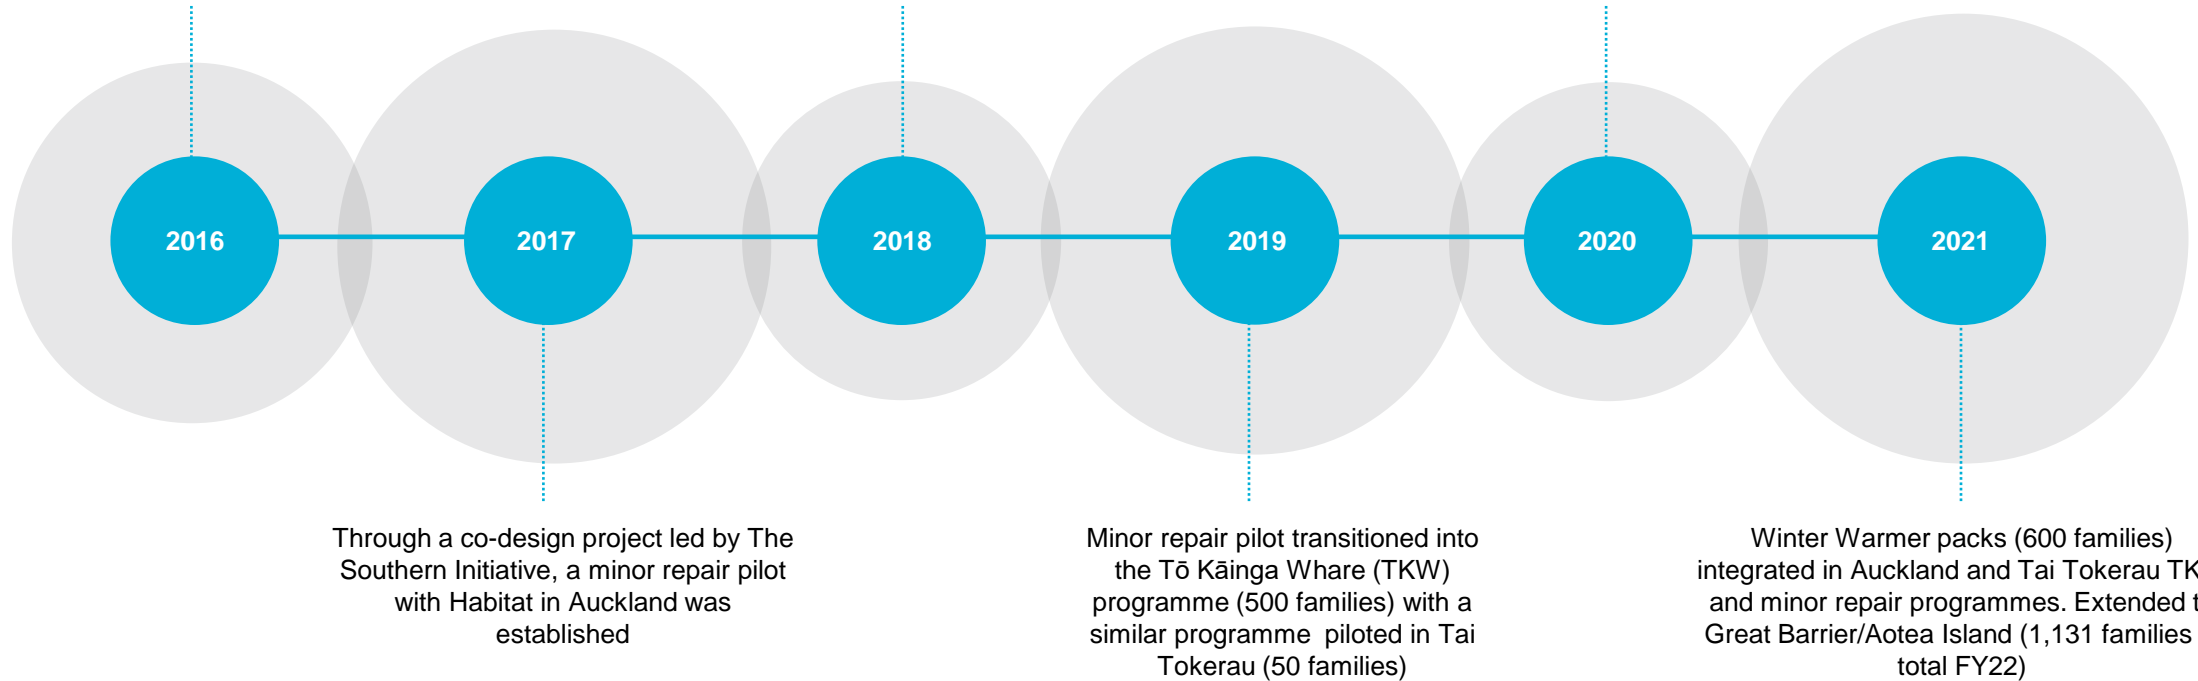 2016
2017
2018
2019
2020
2021
Through a co-design project led by The
Southern Initiative, a minor repair pilot
with Habitat in Auckland was
established
Minor repair pilot transitioned into
the Tō Kāinga Whare (TKW)
programme (500 families) with a
similar programme piloted in Tai
Tokerau (50 families)
Winter Warmer packs (600 families)
integrated in Auckland and Tai Tokerau
and minor repair programmes. Extended
Great Barrier/Aotea Island (1,131 families
total FY22)